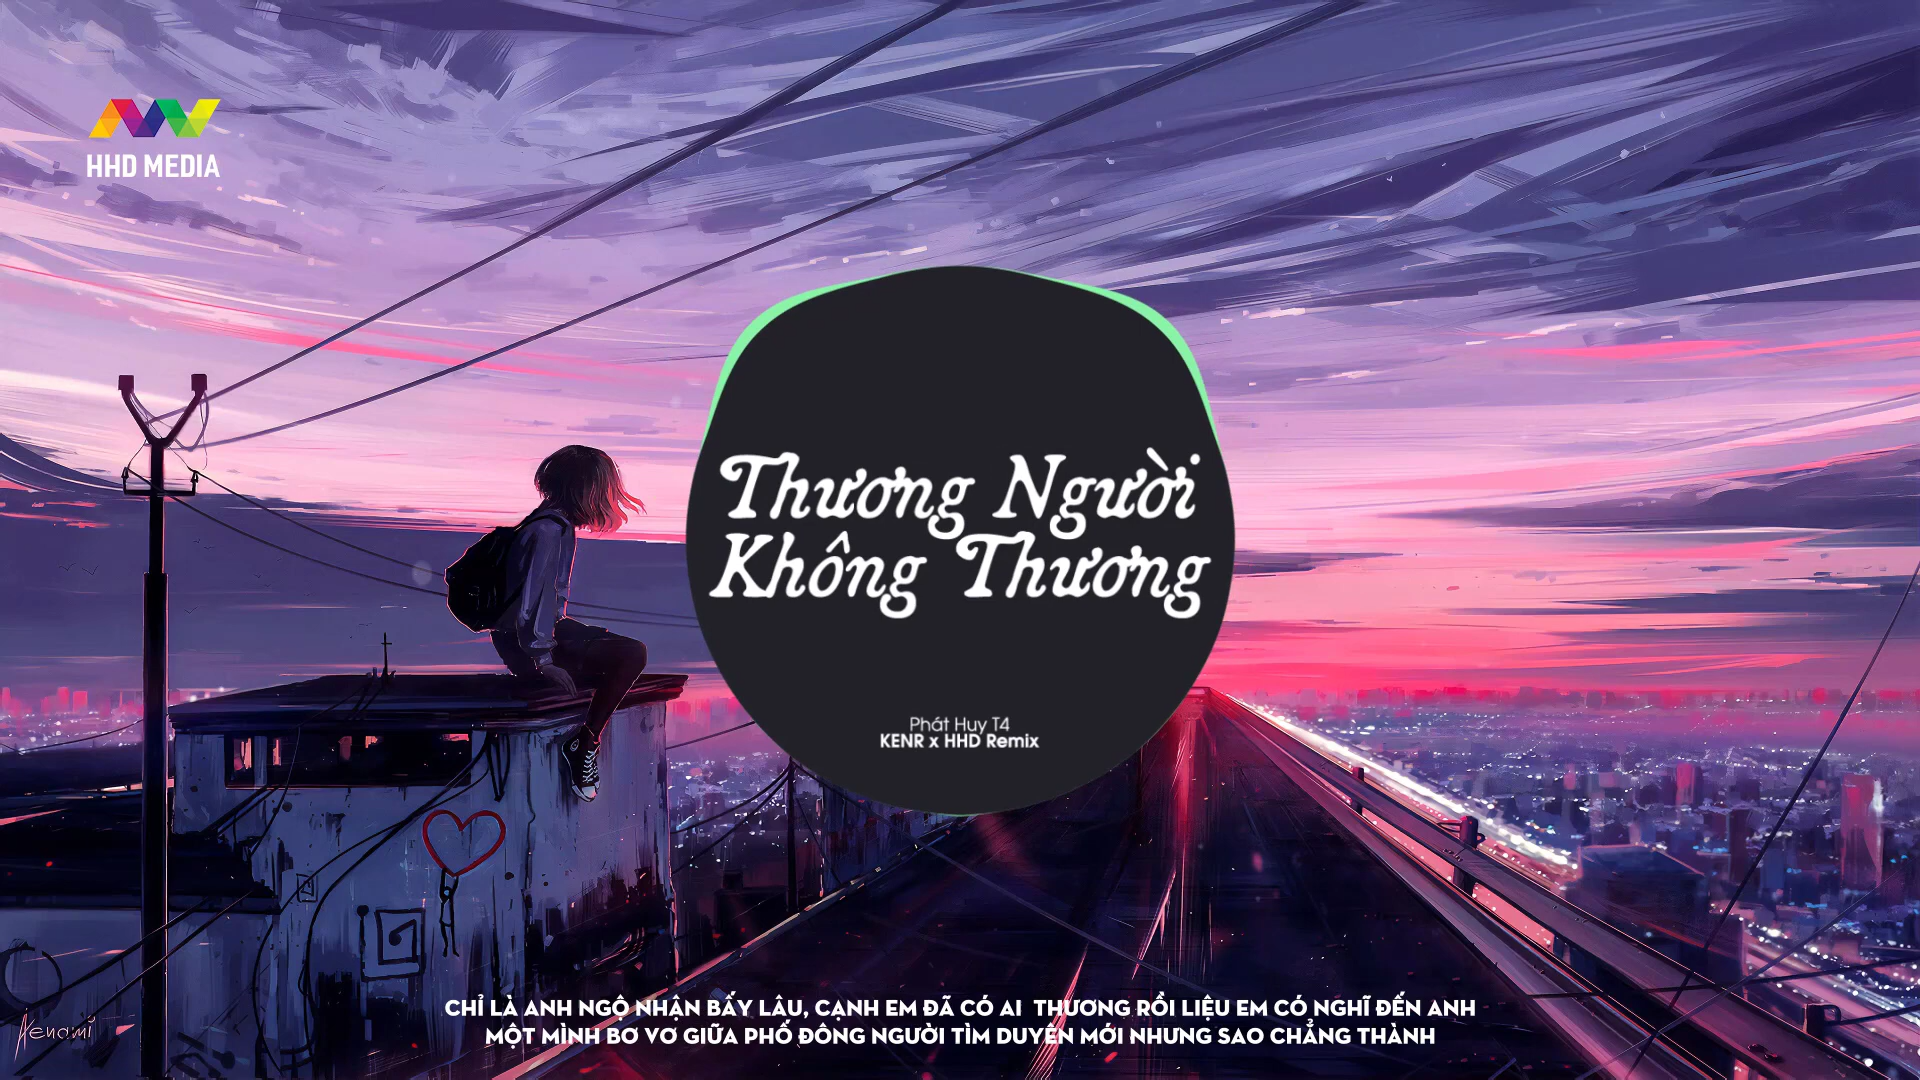 HHD MEDIA
Thương Người
Không Thương
Phát Huy T4
KENR x HHD Remix
CHỈ LÀ ANH NGỘ NHẬN BẤY LÂU, CẠNH EM ĐÃ CÓ AI THƯƠNG RỒI LIỆU EM CÓ NGHĨ ĐẾN ANH
MỘT MÌNH BƠ VƠ GIỮA PHỐ ĐÔNG NGƯỜI TÌM DUYÊN MỚI NHƯNG SAO CHẲNG THÀNH
Aenami